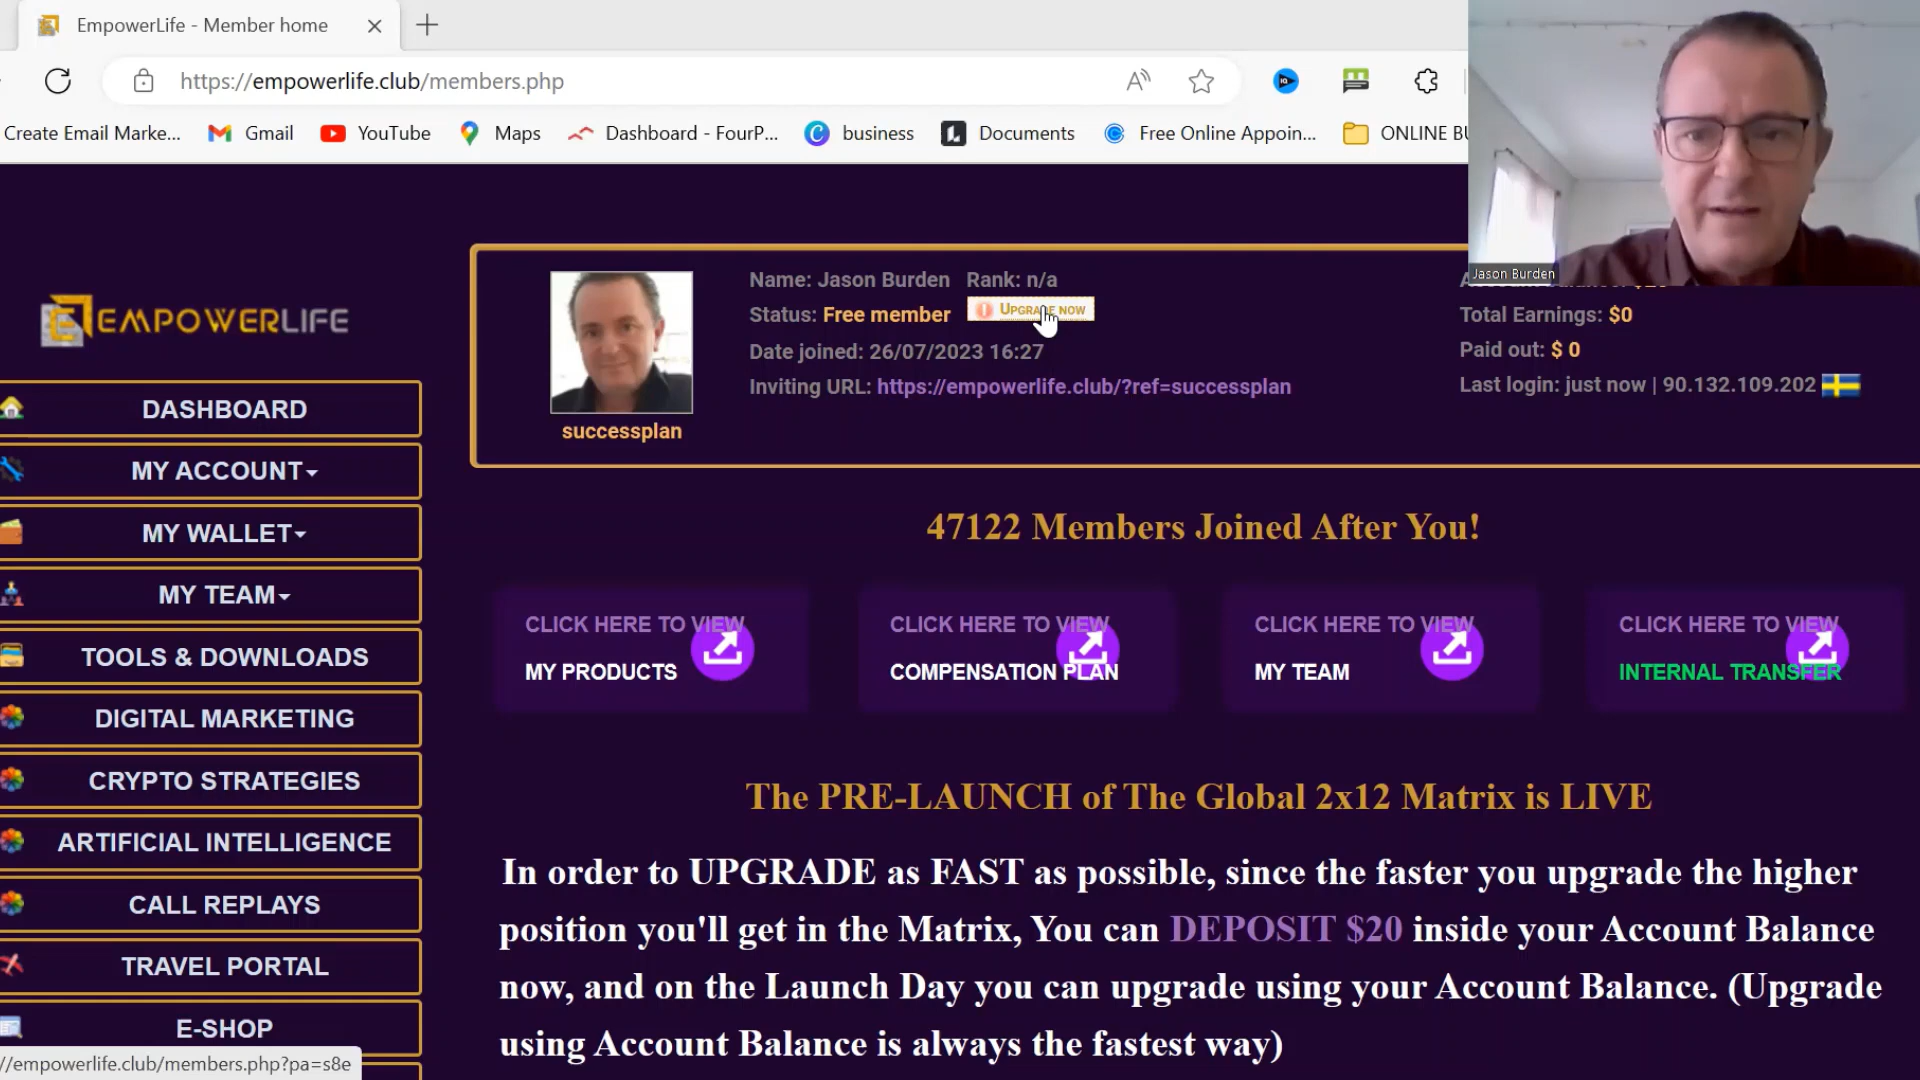 EmpowerLife - Member home
https://empowerlife.club/members.php
Create Email Marke... Gmail YouTube Maps Dashboard - FourP... business Documents Free Online Appoin... ONLINE BU
Jason Burden
EMPOWERLIFE
DASHBOARD
MY ACCOUNT
MY WALLET
MY TEAM
TOOLS & DOWNLOADS
DIGITAL MARKETING
CRYPTO STRATEGIES
ARTIFICIAL INTELLIGENCE
CALL REPLAYS
TRAVEL PORTAL
E-SHOP
//empowerlife.club/members.php?pa=s8e
successplan
Name: Jason Burden Rank: n/a
Status: Free member UPGRADE NOW
Date joined: 26/07/2023 16:27
Inviting URL: https://empowerlife.club/?ref=successplan
Total Earnings: $0
Paid out: $ 0
Last login: just now | 90.132.109.202
47122 Members Joined After You!
CLICK HERE TO VIEW
MY PRODUCTS
CLICK HERE TO VIEW
COMPENSATION PLAN
CLICK HERE TO VIEW
MY TEAM
CLICK HERE TO VIEW
INTERNAL TRANSFER
The PRE-LAUNCH of The Global 2x12 Matrix is LIVE
In order to UPGRADE as FAST as possible, since the faster you upgrade the higher
position you'll get in the Matrix, You can DEPOSIT $20 inside your Account Balance
now, and on the Launch Day you can upgrade using your Account Balance. (Upgrade
using Account Balance is always the fastest way)